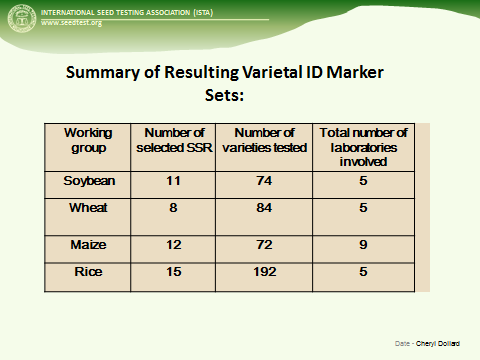 INTERNATIONAL SEED TESTING ASSOCIATION (ISTA)
www.seedtest.org
Summary of Resulting Varietal ID Marker
Sets:
Working group | Number of selected SSR | Number of varieties tested | Total number of laboratories involved
Soybean | 11 | 74 | 5
Wheat | 8 | 84 | 5
Maize | 12 | 72 | 9
Rice | 15 | 192 | 5
Date - Cheryl Dollard